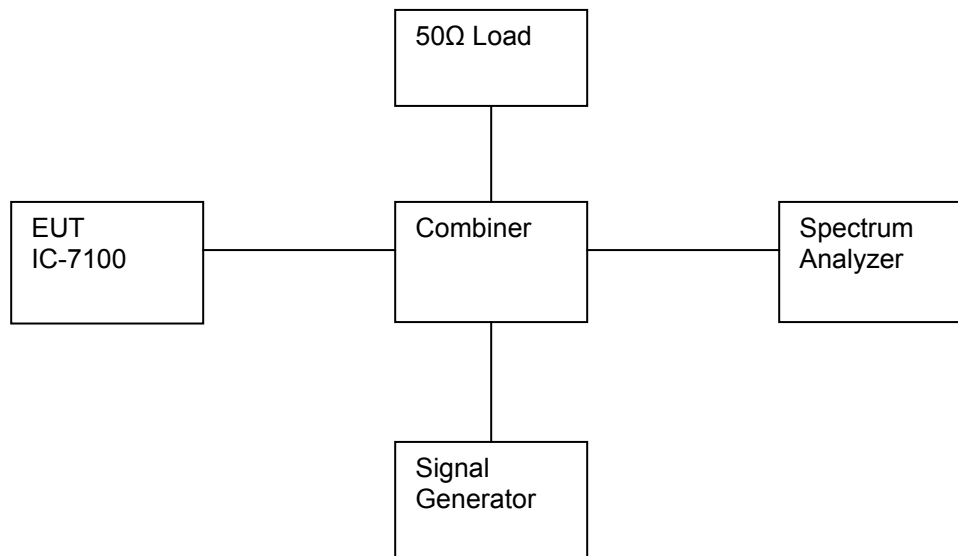 50Ω Load
EUT
IC-7100
Combiner
Spectrum
Analyzer
Signal
Generator